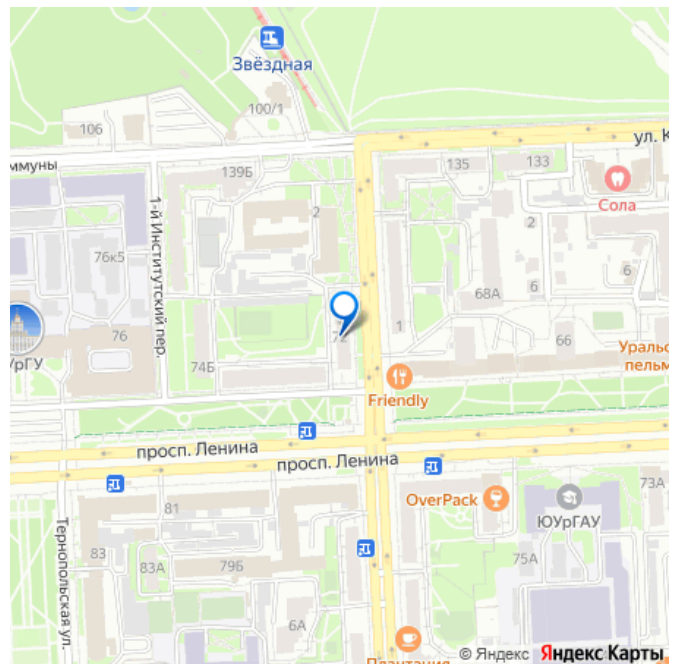 Звёздная
100/1
106
ул. К
ммуны
139Б
135
133
Сола
1-й Институтский пер.
2
2
76к5
6
6
68А
76
УрГУ
74Б
72
1
66
Уральс
пельм
Friendly
просп. Ленина
просп. Ленина
OverPack
73А
ЮУрГАУ
81
Тернопольская ул.
83
83А
79Б
75А
6А
Плантация
© Яндекс Яндекс Карты